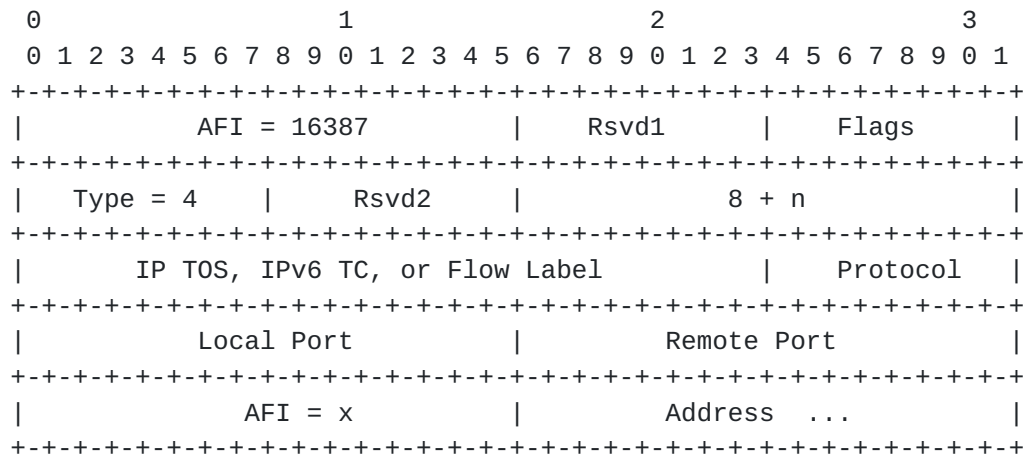 0                   1                   2                   3
 0 1 2 3 4 5 6 7 8 9 0 1 2 3 4 5 6 7 8 9 0 1 2 3 4 5 6 7 8 9 0 1
+-+-+-+-+-+-+-+-+-+-+-+-+-+-+-+-+-+-+-+-+-+-+-+-+-+-+-+-+-+-+-+-+
|           AFI = 16387         |    Rsvd1      |    Flags      |
+-+-+-+-+-+-+-+-+-+-+-+-+-+-+-+-+-+-+-+-+-+-+-+-+-+-+-+-+-+-+-+-+
|   Type = 4    |     Rsvd2     |             8 + n             |
+-+-+-+-+-+-+-+-+-+-+-+-+-+-+-+-+-+-+-+-+-+-+-+-+-+-+-+-+-+-+-+-+
|       IP TOS, IPv6 TC, or Flow Label          |    Protocol   |
+-+-+-+-+-+-+-+-+-+-+-+-+-+-+-+-+-+-+-+-+-+-+-+-+-+-+-+-+-+-+-+-+
|           Local Port          |         Remote Port           |
+-+-+-+-+-+-+-+-+-+-+-+-+-+-+-+-+-+-+-+-+-+-+-+-+-+-+-+-+-+-+-+-+
|              AFI = x          |         Address  ...          |
+-+-+-+-+-+-+-+-+-+-+-+-+-+-+-+-+-+-+-+-+-+-+-+-+-+-+-+-+-+-+-+-+